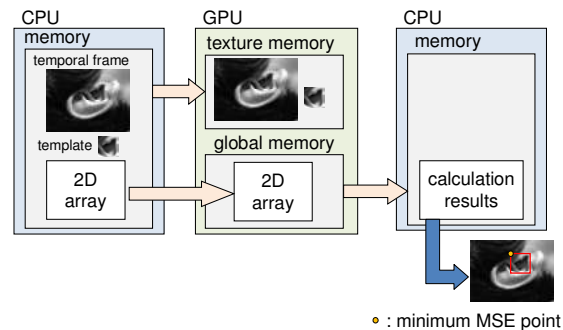 CPU
GPU
CPU
memory
temporal frame
template
2D
array
texture memory
global memory
2D
array
memory
calculation
results
: minimum MSE point